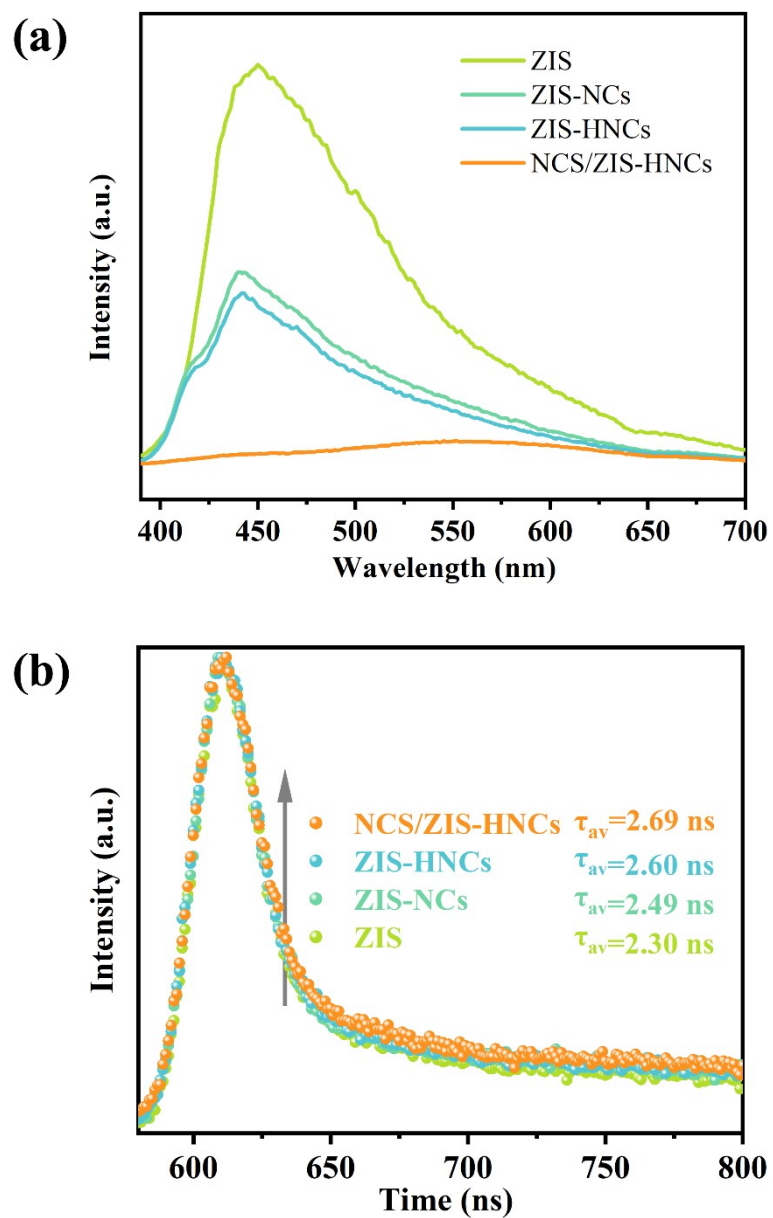 (a)
ZIS
ZIS-NCs
ZIS-HNCs
NCS/ZIS-HNCs
Intensity (a.u.)
400 450 500 550 600 650 700
Wavelength (nm)
(b)
NCS/ZIS-HNCs τav=2.69 ns
ZIS-HNCs τav=2.60 ns
ZIS-NCs τav=2.49 ns
ZIS τav=2.30 ns
Intensity (a.u.)
600 650 700 750 800
Time (ns)